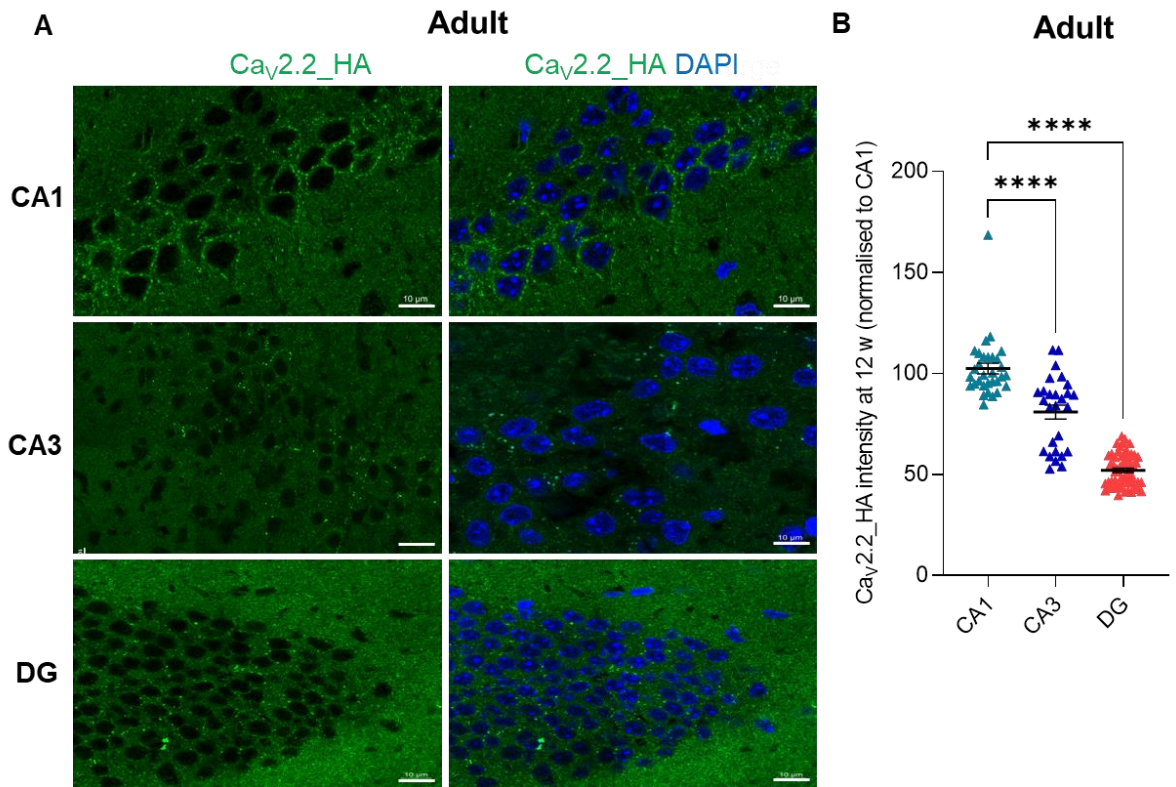 A
Adult
Cav2.2_HA
Cav2.2_HA DAPI
CA1
10 µm
10 µm
CA3
10 µm
DG
10 µm
10 µm
B
Adult
Cav2.2_HA intensity at 12 w (normalised to CA1)
****
****
200
150
100
50
0
CA1
CA3
DG